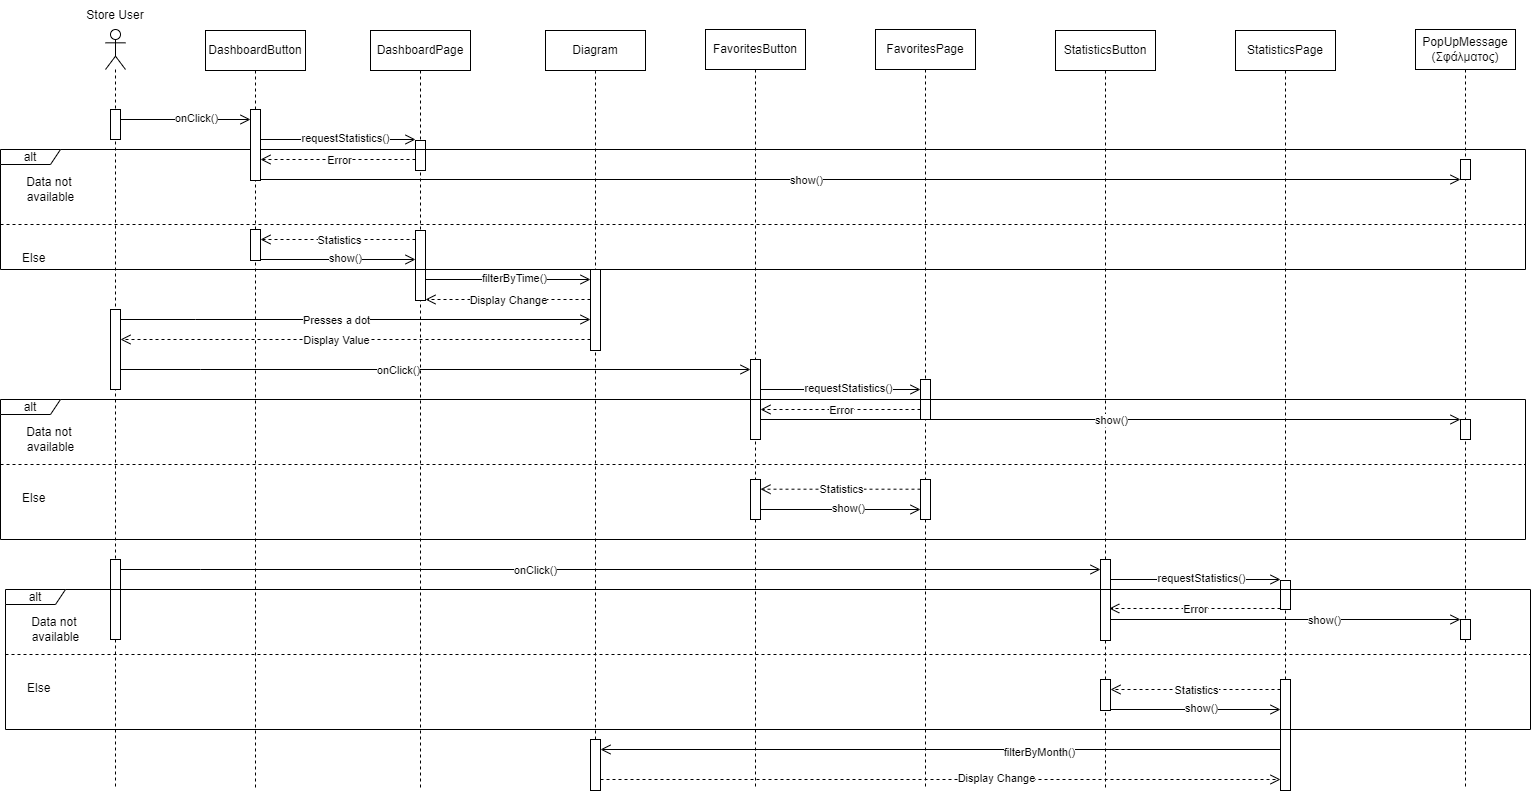 Store User
DashboardButton
DashboardPage
Diagram
FavoritesButton
FavoritesPage
StatisticsButton
StatisticsPage
PopUpMessage
(Σφάλματος)
onClick()
requestStatistics()
alt
Error
Data not
available
show()
Statistics
Else
show()
filterByTime()
Display Change
Presses a dot
Display Value
onClick()
requestStatistics()
alt
Error
show()
Data not
available
Statistics
Else
show()
onClick()
requestStatistics()
alt
Error
show()
Data not
available
Else
Statistics
show()
filterByMonth()
Display Change